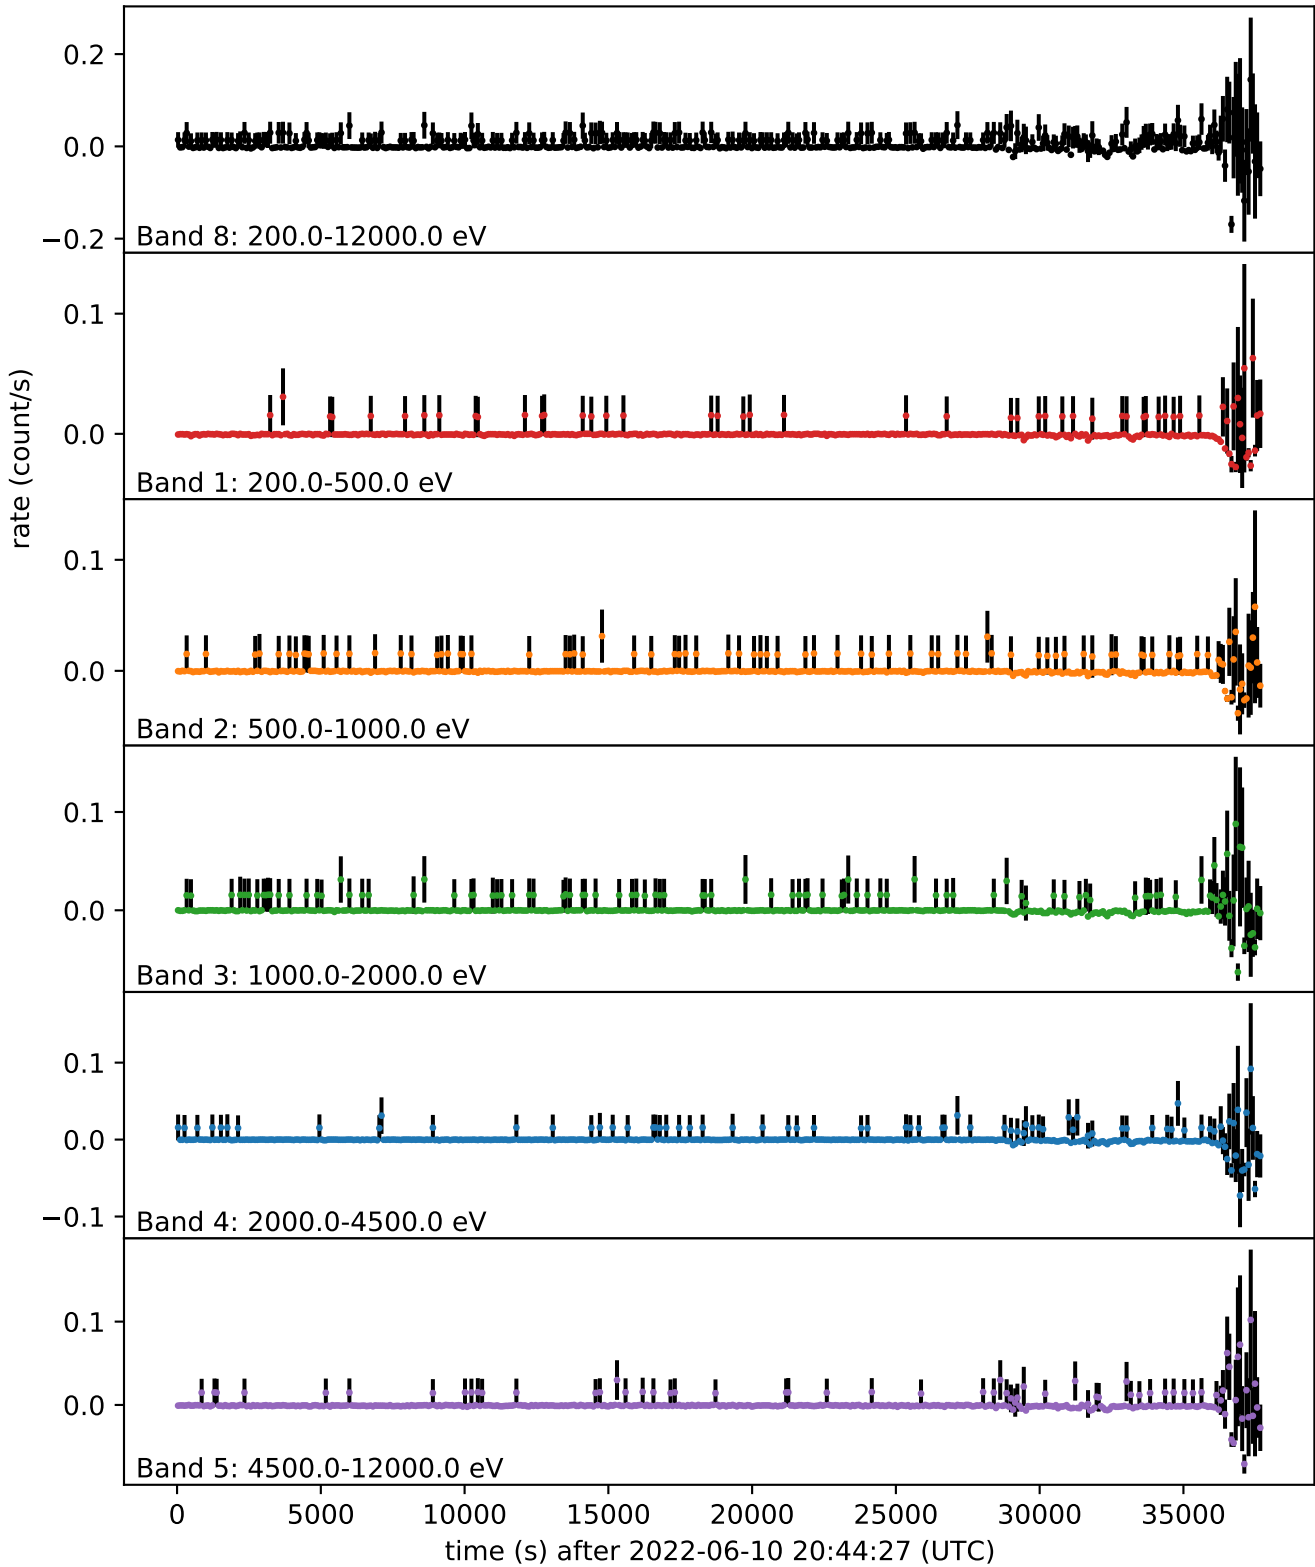 0.2
0.0
−0.2
Band 8: 200.0-12000.0 eV
0.1
0.0
Band 1: 200.0-500.0 eV
rate (count/s)
0.1
0.0
Band 2: 500.0-1000.0 eV
0.1
0.0
Band 3: 1000.0-2000.0 eV
0.1
0.0
−0.1
Band 4: 2000.0-4500.0 eV
0.1
0.0
Band 5: 4500.0-12000.0 eV
0 5000 10000 15000 20000 25000 30000 35000
time (s) after 2022-06-10 20:44:27 (UTC)